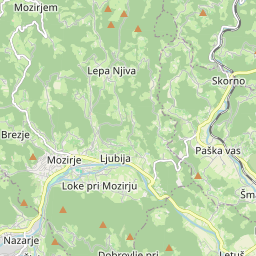 Mozirjem
Lepa Njiva
Skorno
Brezje
Paška vas
Mozirje
Ljubija
Loke pri Mozirju
Nazarje
Dobrovlje pri
Letuš